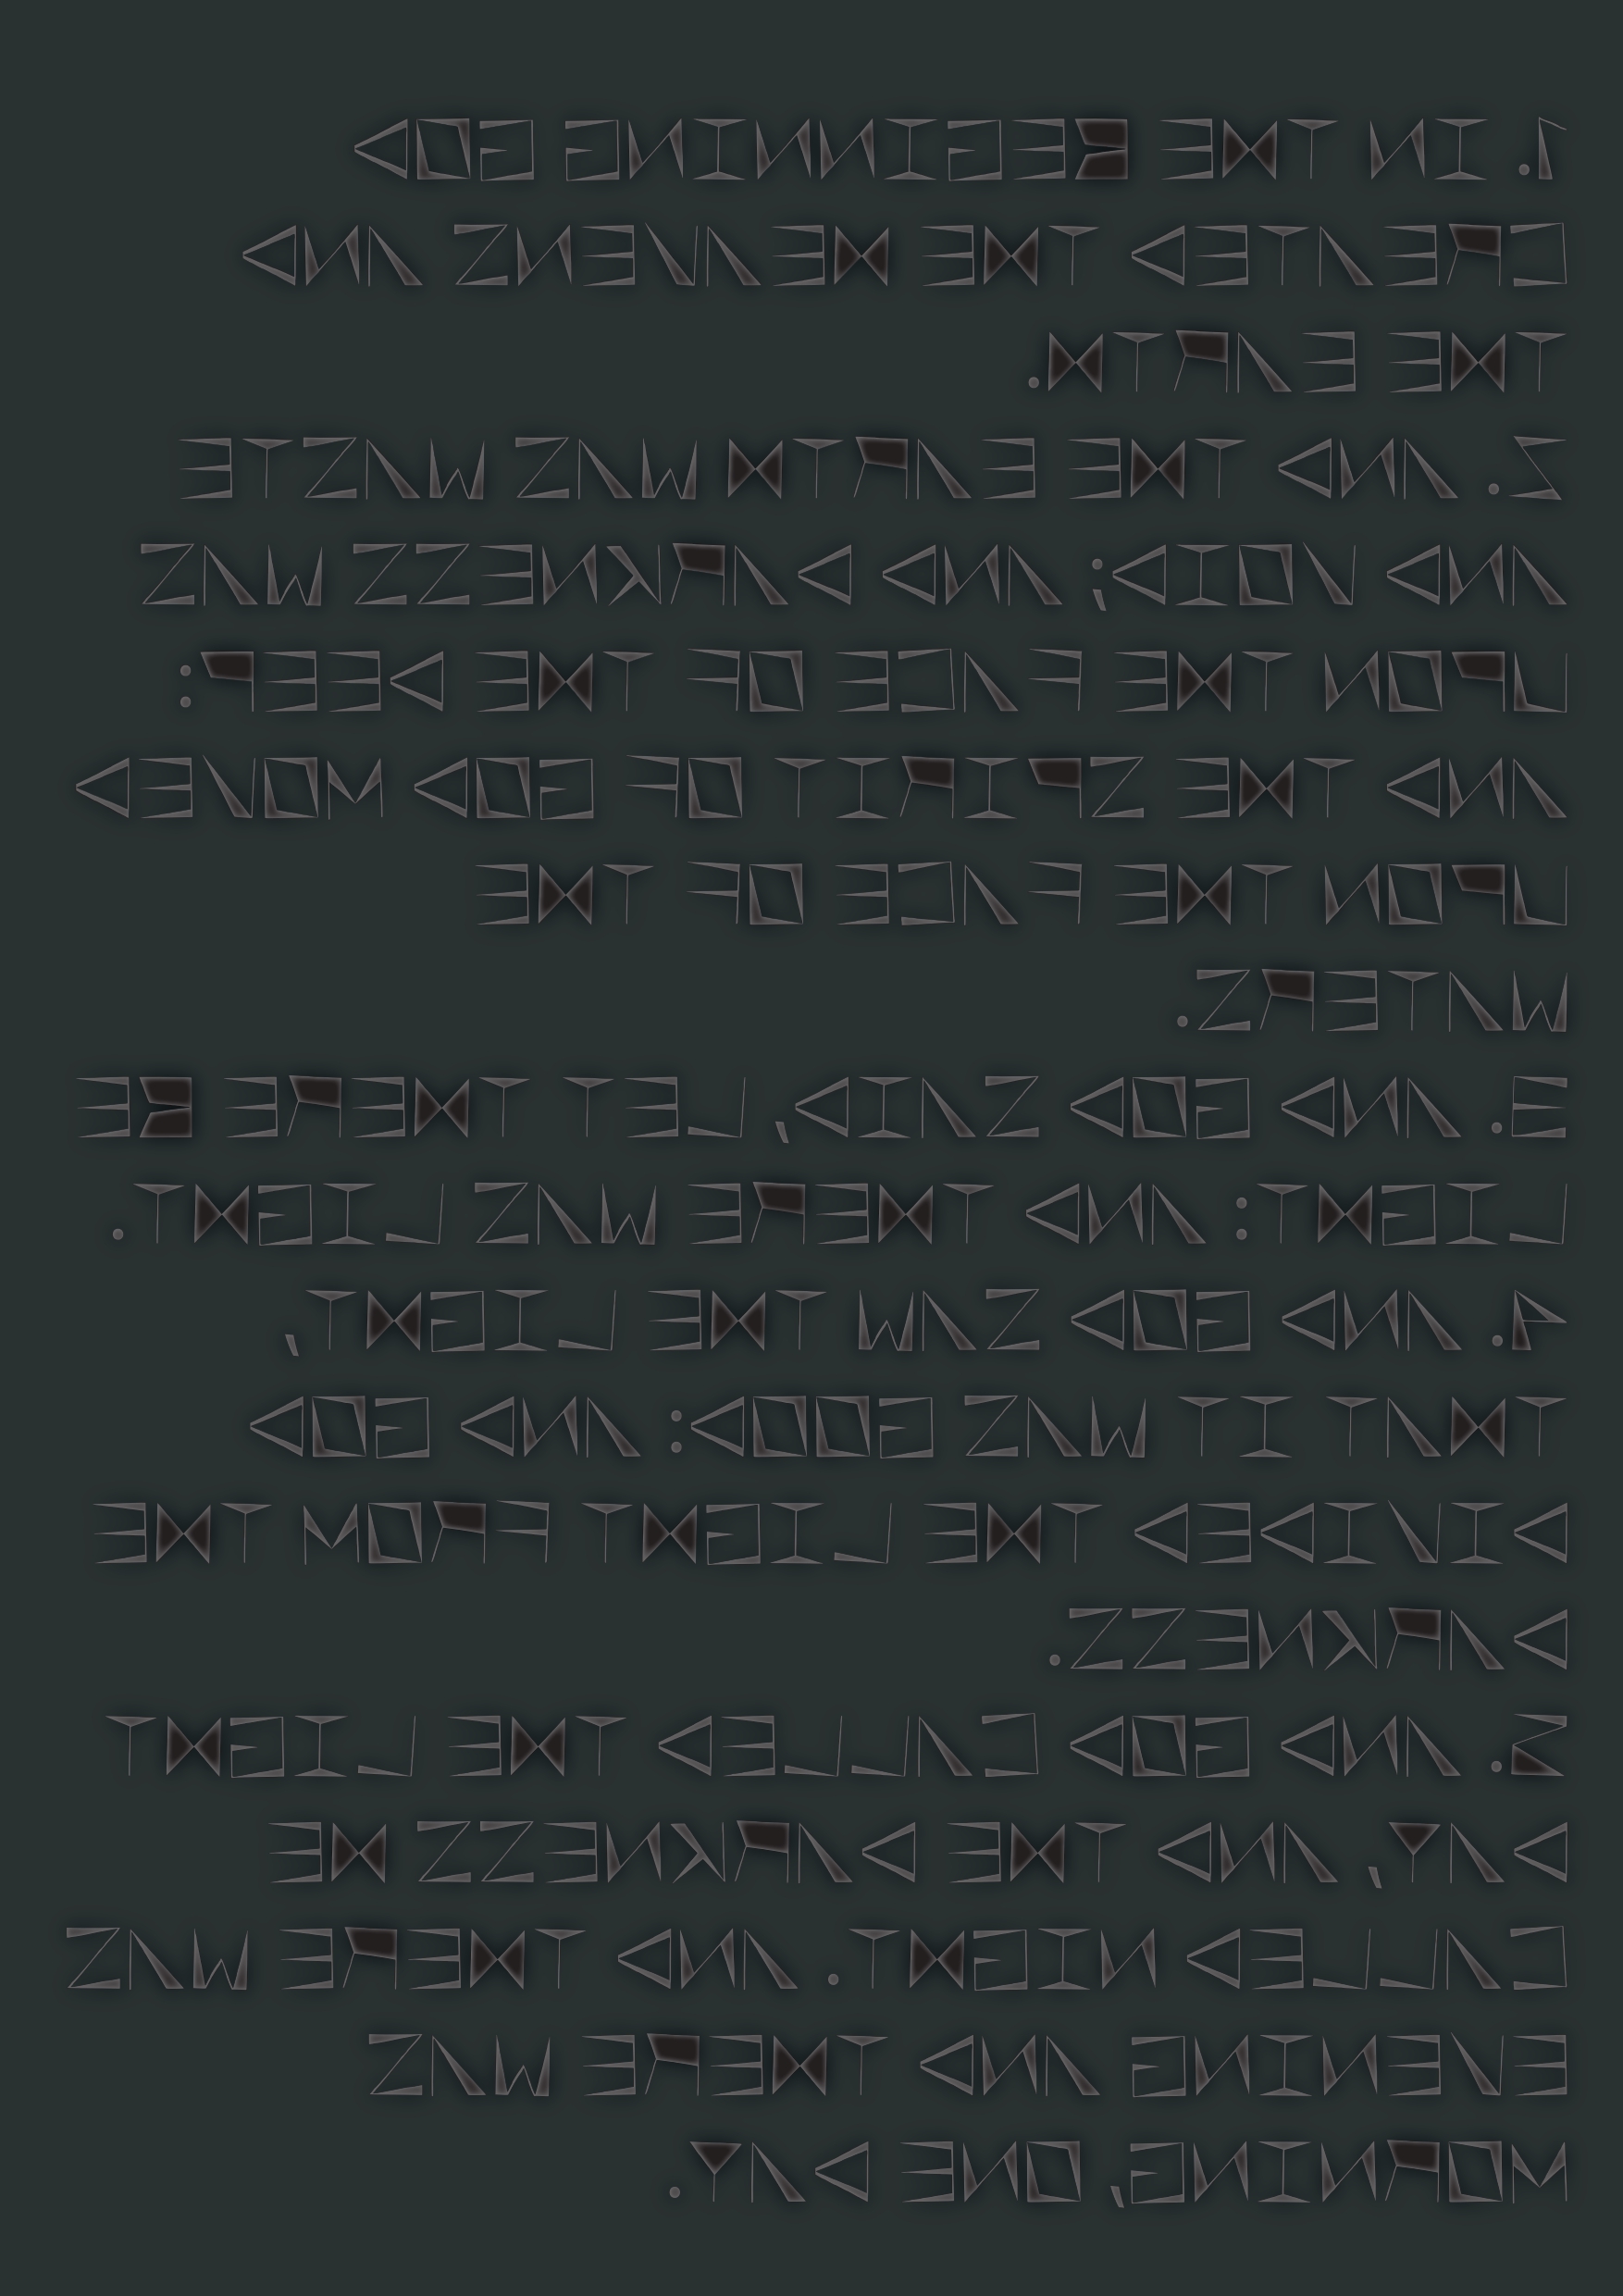 1. IN THE BEGINNING GOD
CREATED THE HEAVENS AND
THE EARTH.
2. AND THE EARTH WAS WASTE
AND VOID; AND DARKNESS WAS
UPON THE FACE OF THE DEEP:
AND THE SPIRIT OF GOD MOVED
UPON THE FACE OF THE
WATERS.
3. AND GOD SAID, LET THERE BE
LIGHT: AND THERE WAS LIGHT.
4. AND GOD SAW THE LIGHT,
THAT IT WAS GOOD: AND GOD
DIVIDED THE LIGHT FROM THE
DARKNESS.
5. AND GOD CALLED THE LIGHT
DAY, AND THE DARKNESS HE
CALLED NIGHT. AND THERE WAS
EVENING AND THERE WAS
MORNING, ONE DAY.